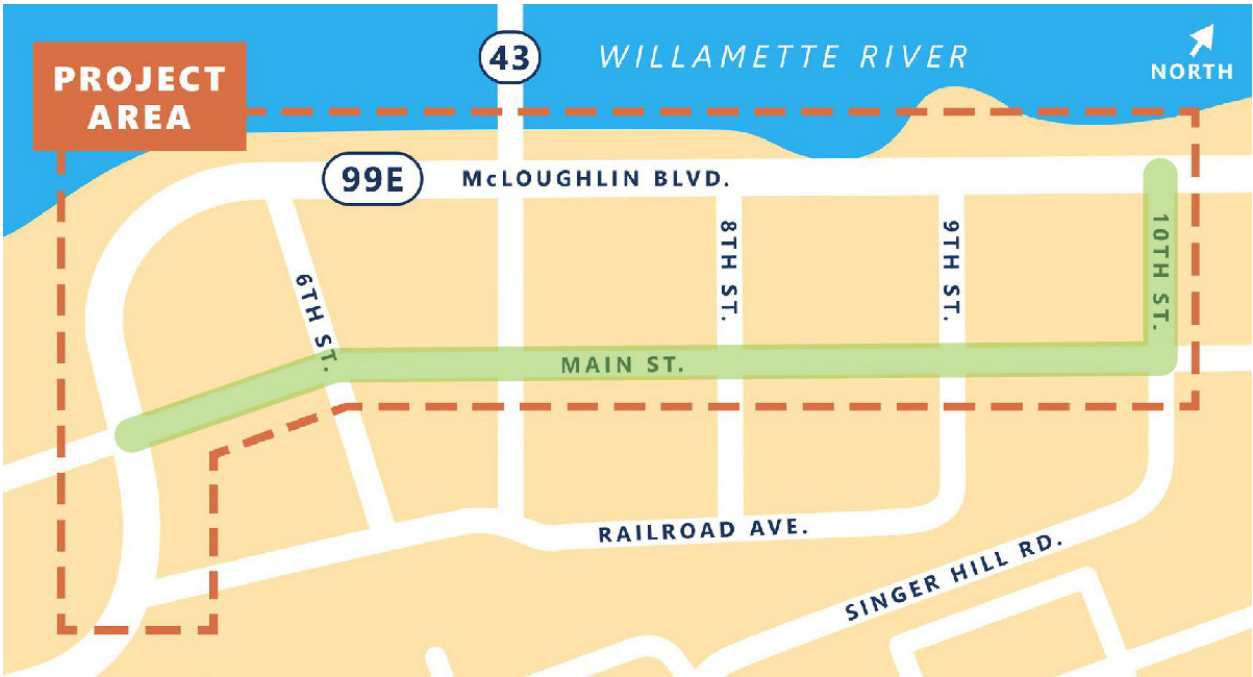 PROJECT
AREA
43
WILLAMETTE RIVER
NORTH
99E
McLOUGHLIN BLVD.
6TH ST.
8TH ST.
9TH ST.
10TH ST.
MAIN ST.
RAILROAD AVE.
SINGER HILL RD.